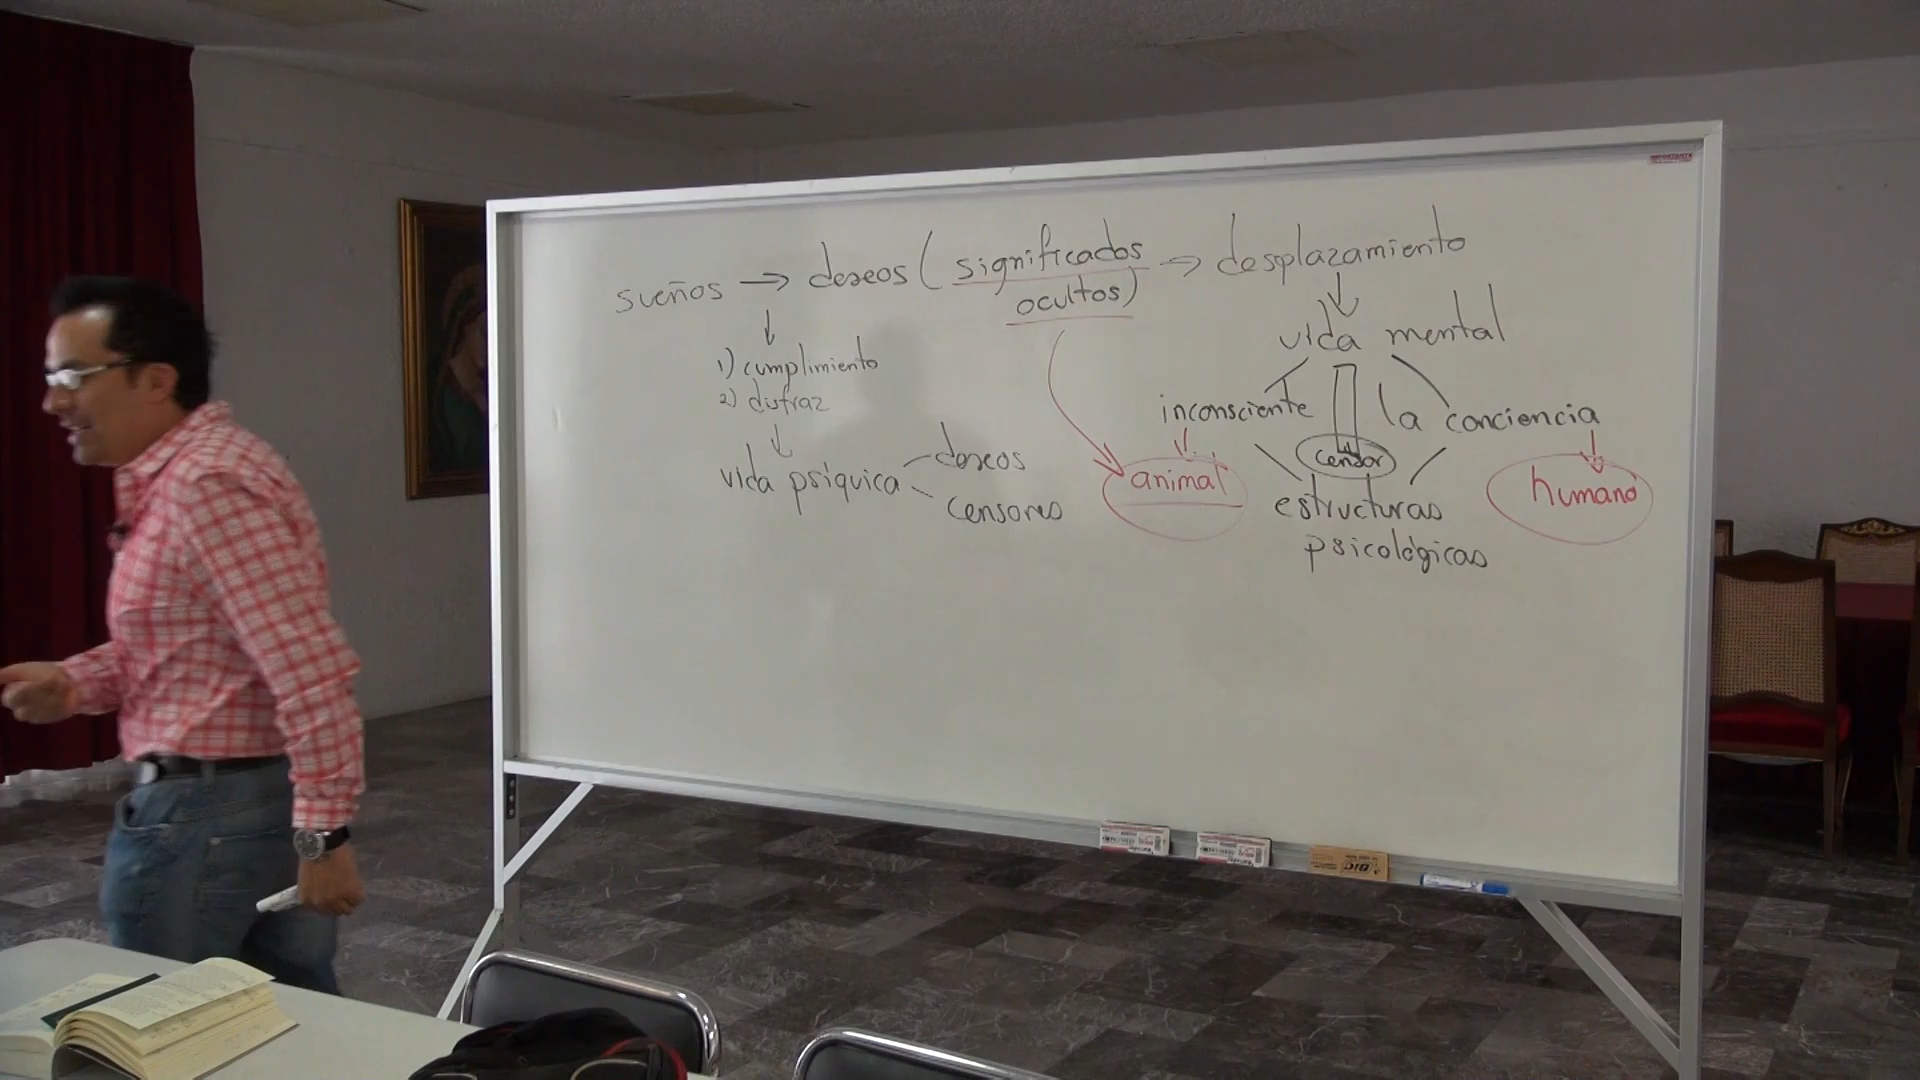 sueños → deseos (significados ocultos) → desplazamiento
↓
1) cumplimiento
2) disfraz
↓
vida psíquica
deseos
censores
↓
vida mental
inconsciente
la conciencia
censor
animal
humano
estructuras
psicológicas
BIC